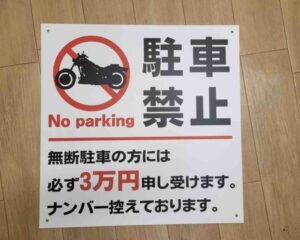 駐車
禁止
No parking
無断駐車の方には
必ず3万円申し受けます。
ナンバー控えております。